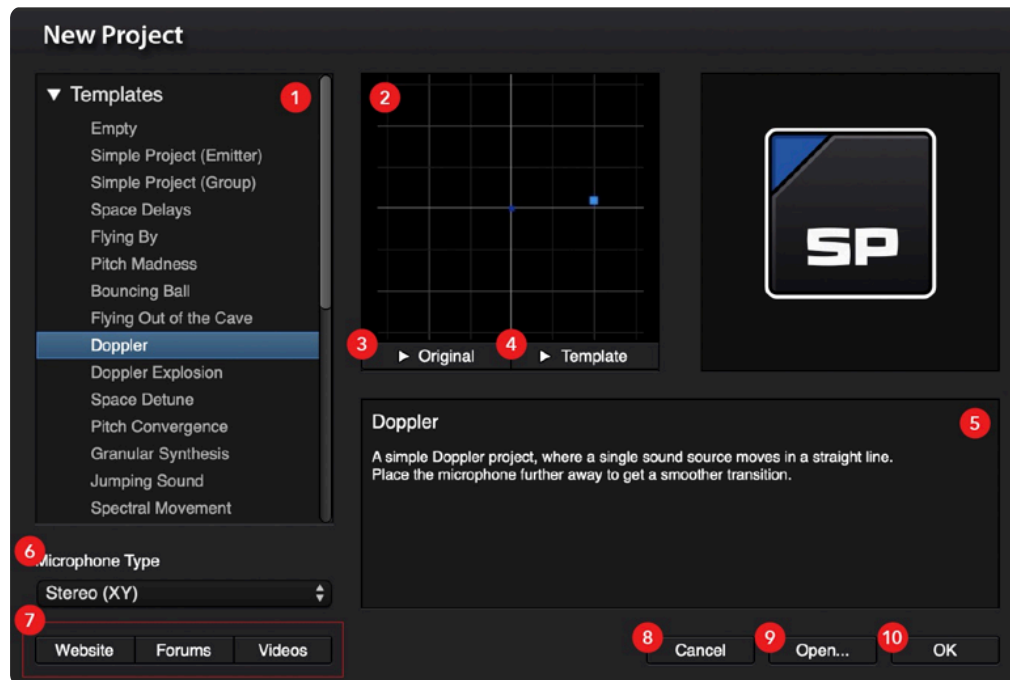 New Project
▼ Templates
1
Empty
Simple Project (Emitter)
Simple Project (Group)
Space Delays
Flying By
Pitch Madness
Bouncing Ball
Flying Out of the Cave
Doppler
Doppler Explosion
Space Detune
Pitch Convergence
Granular Synthesis
Jumping Sound
Spectral Movement
2
3
▶ Original
4
▶ Template
SP
Doppler
5
A simple Doppler project, where a single sound source moves in a straight line.
Place the microphone further away to get a smoother transition.
6
Microphone Type
Stereo (XY)
7
Website Forums Videos
8
Cancel
9
Open...
10
OK